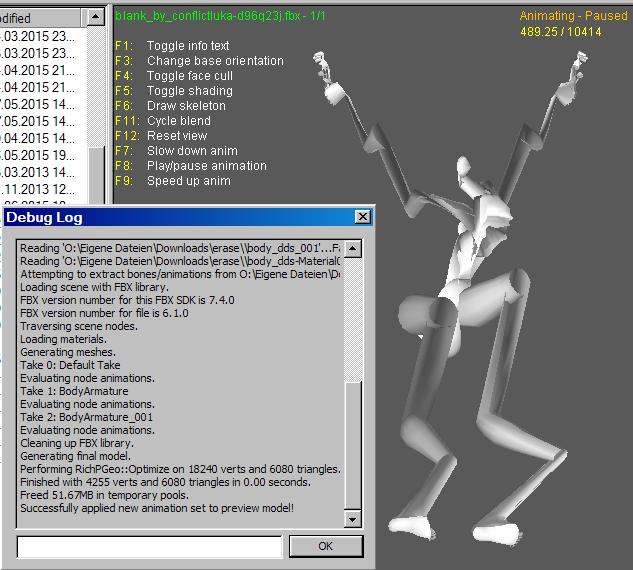 dified
.03.2015 23...
.03.2015 23...
.04.2015 21...
.04.2015 21...
.05.2015 14...
.05.2015 14...
.04.2015 14...
.05.2015 19...
.05.2015 14...
.11.2013 12...
blank_by_conflictluka-d96q23j.fbx - 1/1
Animating - Paused
489.25 / 10414
F1: Toggle info text
F3: Change base orientation
F4: Toggle face cull
F5: Toggle shading
F6: Draw skeleton
F11: Cycle blend
F12: Reset view
F7: Slow down anim
F8: Play/pause animation
F9: Speed up anim
Debug Log
Reading 'O:\Eigene Dateien\Downloads\erase\\body_dds_001'...Fa
Reading 'O:\Eigene Dateien\Downloads\erase\\body_dds-Material0
Attempting to extract bones/animations from O:\Eigene Dateien\D
Loading scene with FBX library.
FBX version number for this FBX SDK is 7.4.0
FBX version number for file is 6.1.0
Traversing scene nodes.
Loading materials.
Generating meshes.
Take 0: Default Take
Evaluating node animations.
Take 1: BodyArmature
Evaluating node animations.
Take 2: BodyArmature_001
Evaluating node animations.
Cleaning up FBX library.
Generating final model.
Performing RichPGeo::Optimize on 18240 verts and 6080 triangles.
Finished with 4255 verts and 6080 triangles in 0.00 seconds.
Freed 51.67MB in temporary pools.
Successfully applied new animation set to preview model!
OK